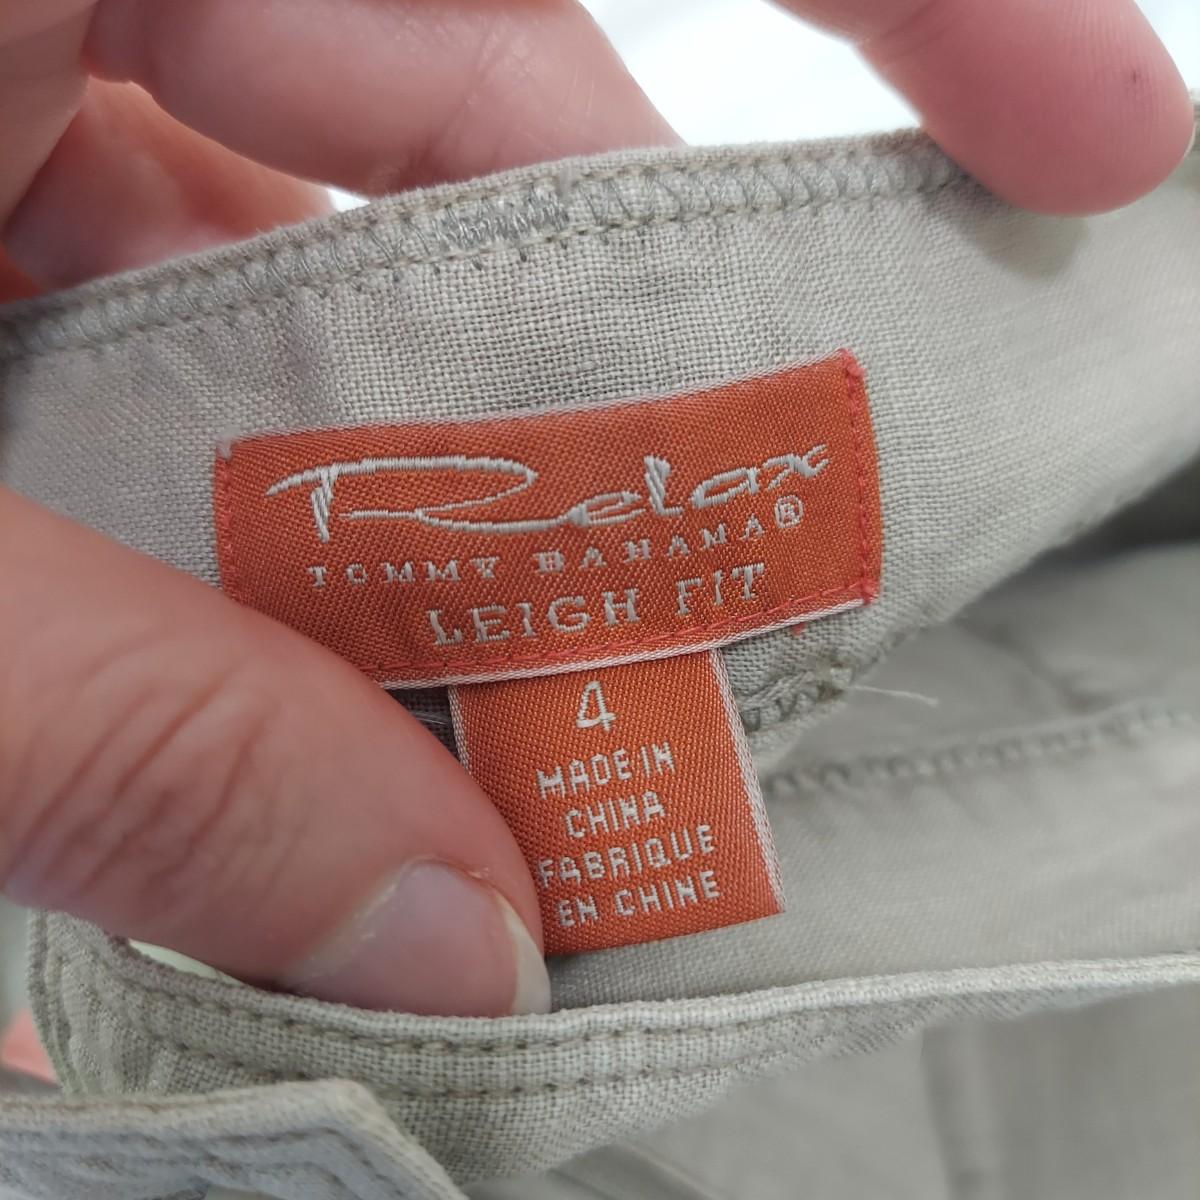 Relax
TOMMY BAHAMA®
LEIGH FIT
4
MADE IN
CHINA
FABRIQUE
EN CHINE